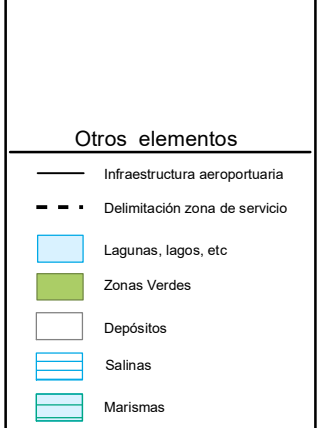 Otros elementos
Infraestructura aeroportuaria
Delimitación zona de servicio
Lagunas, lagos, etc
Zonas Verdes
Depósitos
Salinas
Marismas